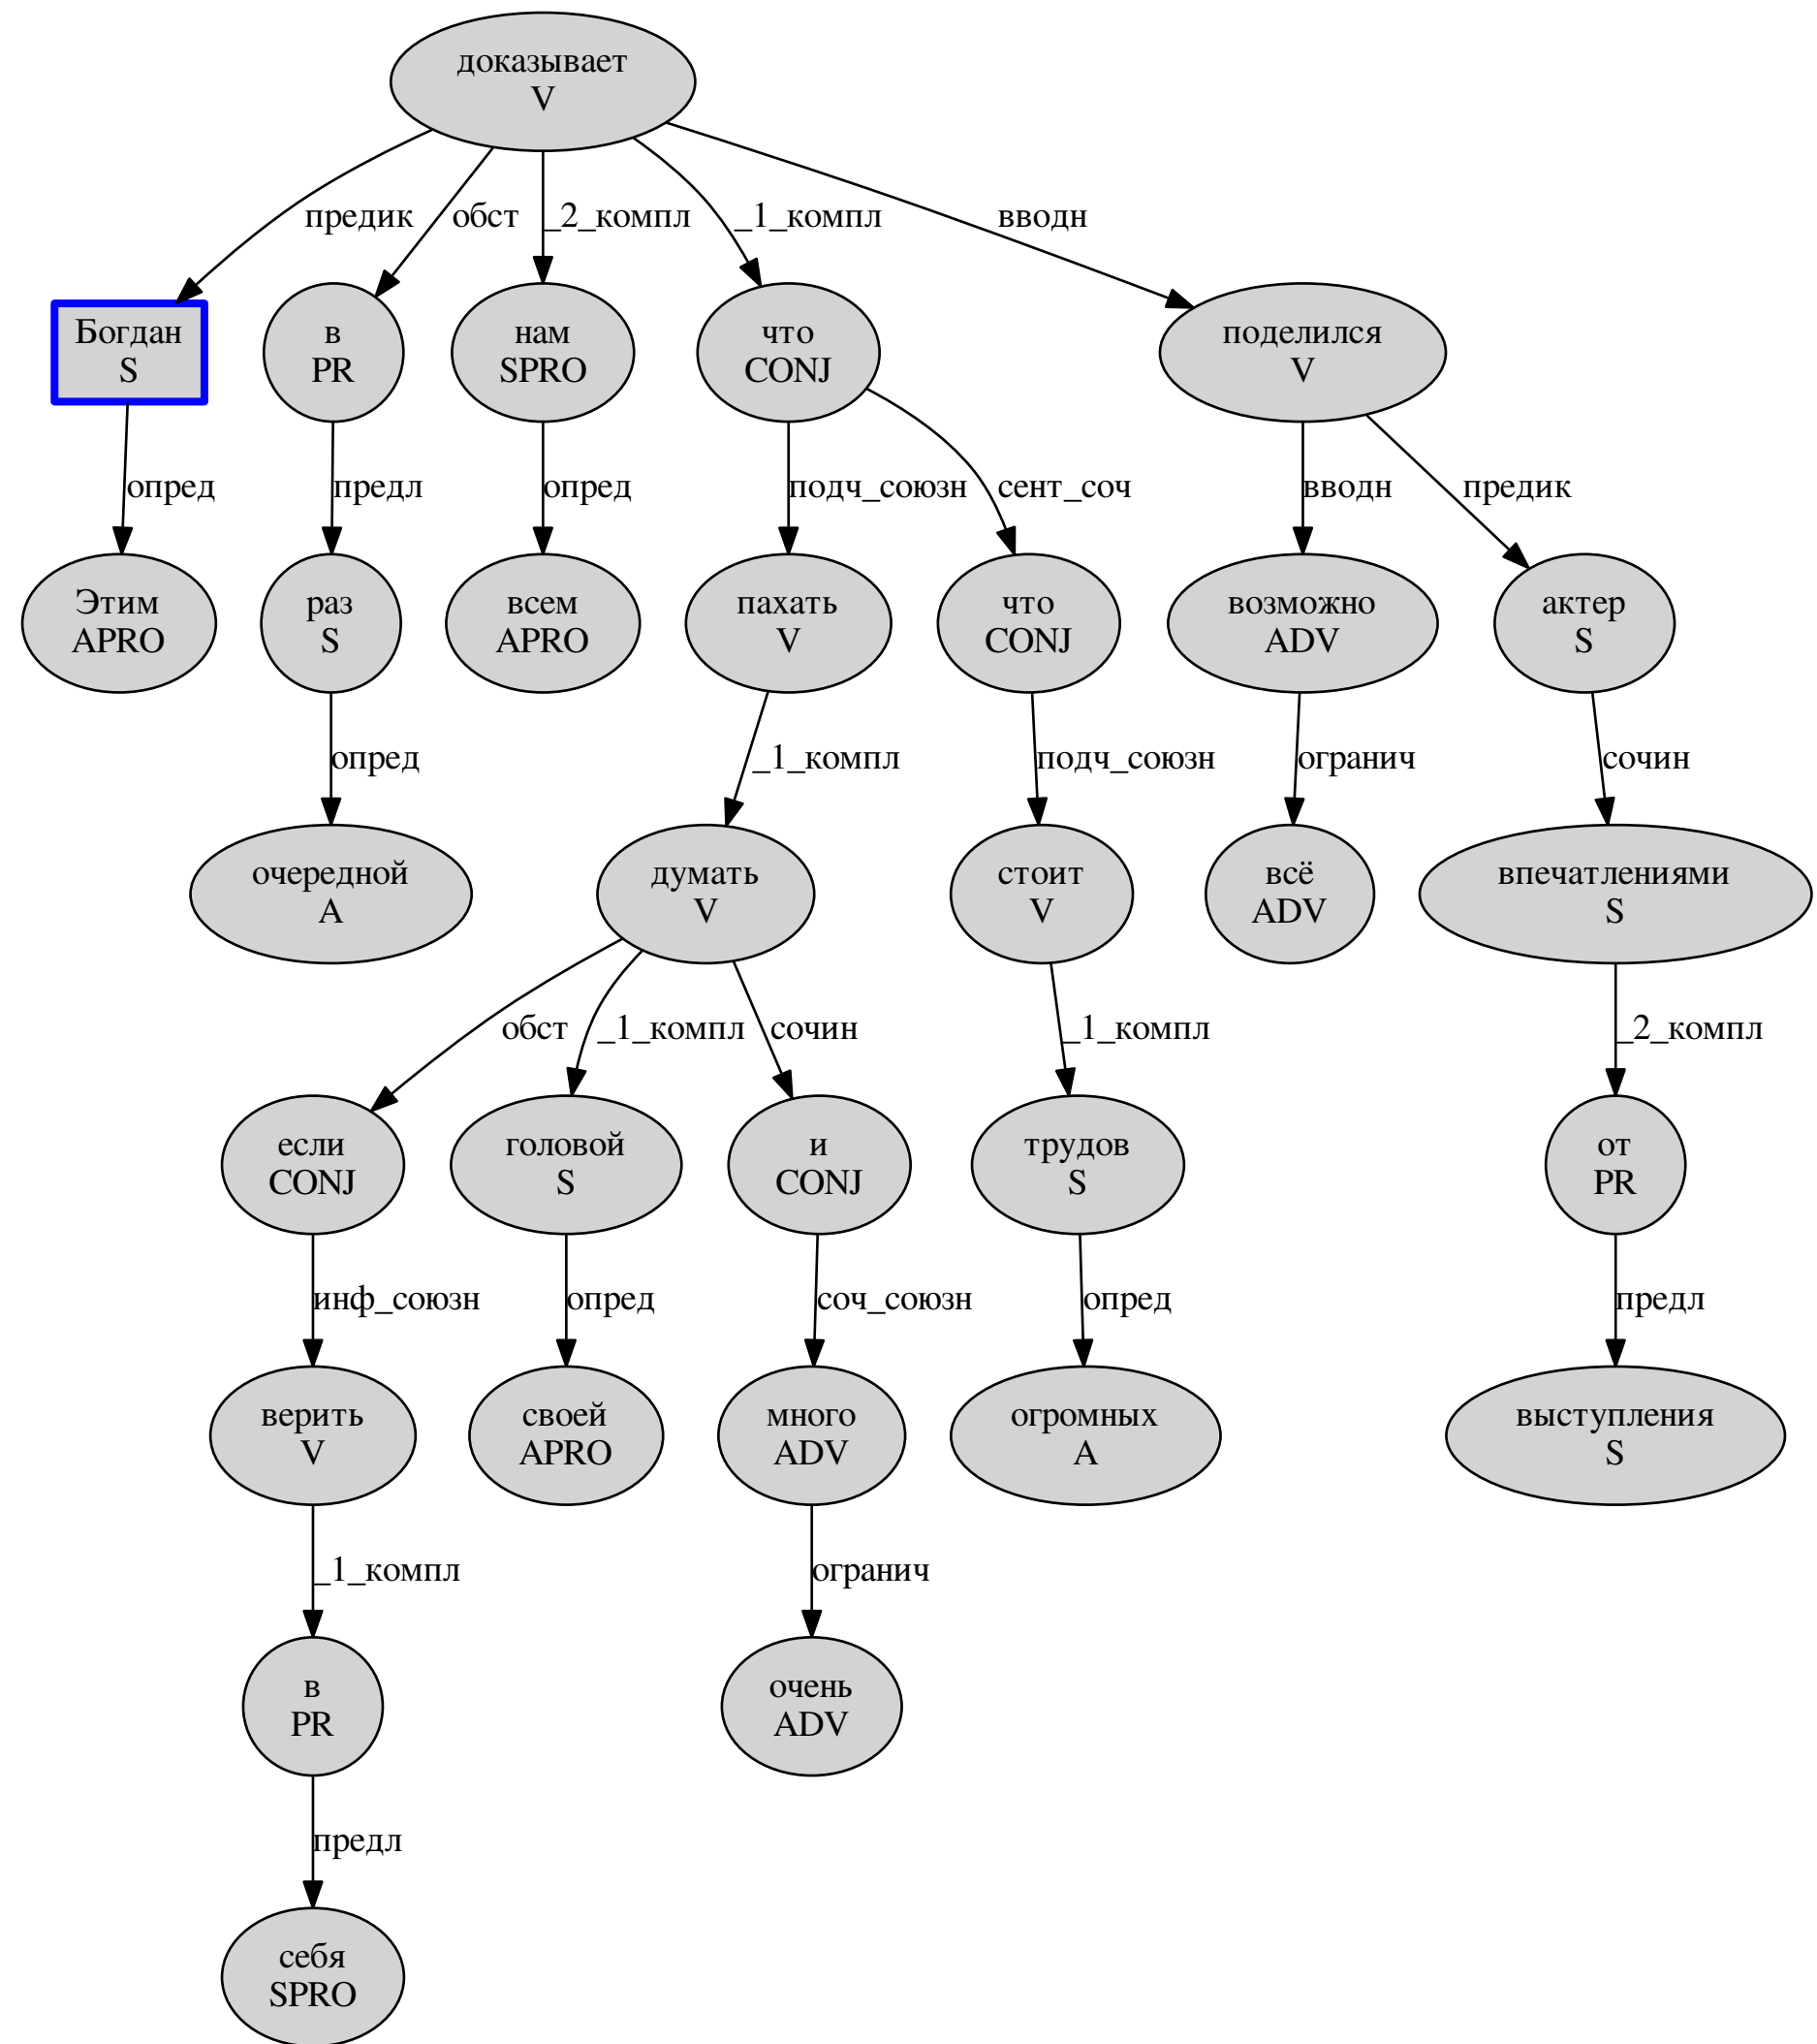 доказывает
V
предик
обст
_2_компл
_1_компл
вводн
Богдан
S
в
PR
нам
SPRO
что
CONJ
поделился
V
опред
предл
опред
подч_союзн
сент_соч
вводн
предик
Этим
APRO
раз
S
всем
APRO
пахать
V
что
CONJ
возможно
ADV
актер
S
опред
_1_компл
подч_союзн
огранич
сочин
очередной
A
думать
V
стоит
V
всё
ADV
впечатлениями
S
обст
_1_компл
сочин
_1_компл
_2_компл
если
CONJ
головой
S
и
CONJ
трудов
S
от
PR
инф_союзн
опред
соч_союзн
опред
предл
верить
V
своей
APRO
много
ADV
огромных
A
выступления
S
_1_компл
огранич
в
PR
очень
ADV
предл
себя
SPRO